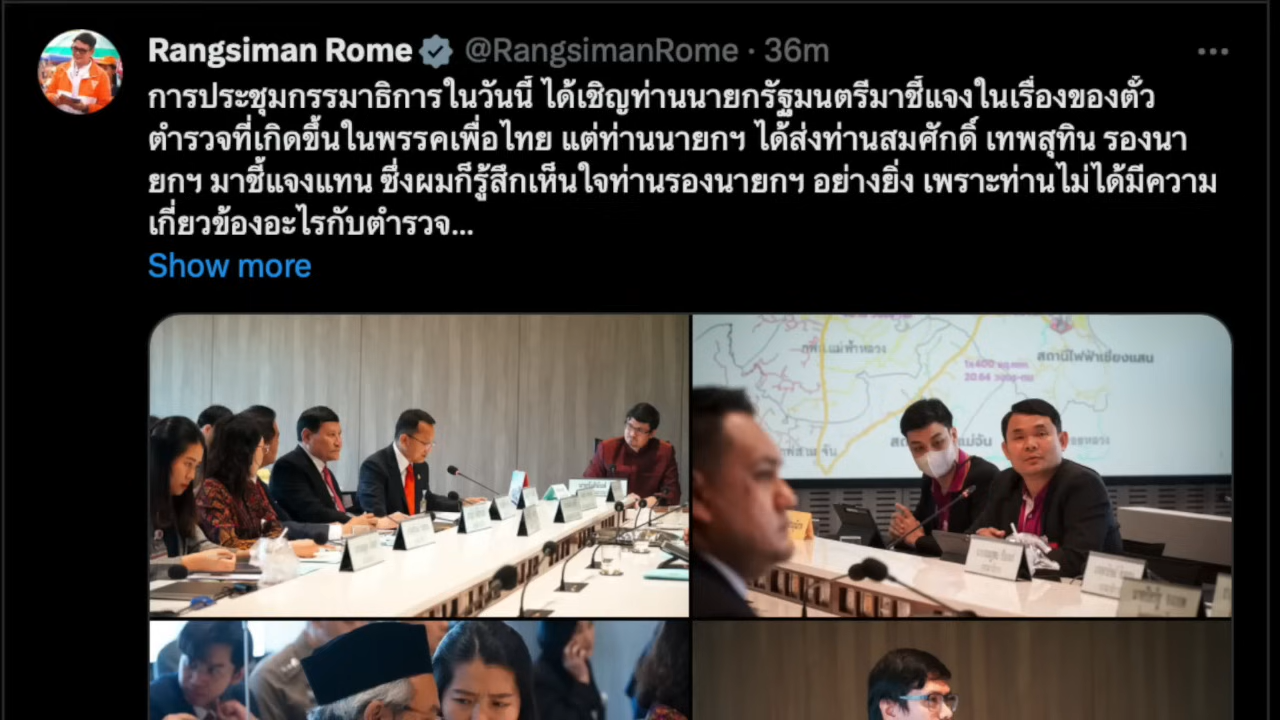 Rangsiman Rome @RangsimanRome · 36m
การประชุมกรรมาธิการในวันนี้ ได้เชิญท่านนายกรัฐมนตรีมาชี้แจงในเรื่องของตั๋ว
ตำรวจที่เกิดขึ้นในพรรคเพื่อไทย แต่ท่านนายกฯ ได้ส่งท่านสมศักดิ์ เทพสุทิน รองนา
ยกฯ มาชี้แจงแทน ซึ่งผมก็รู้สึกเห็นใจท่านรองนายกฯ อย่างยิ่ง เพราะท่านไม่ได้มีความ
เกี่ยวข้องอะไรกับตำรวจ...
Show more
สถานีไฟฟ้าเชียงแสน